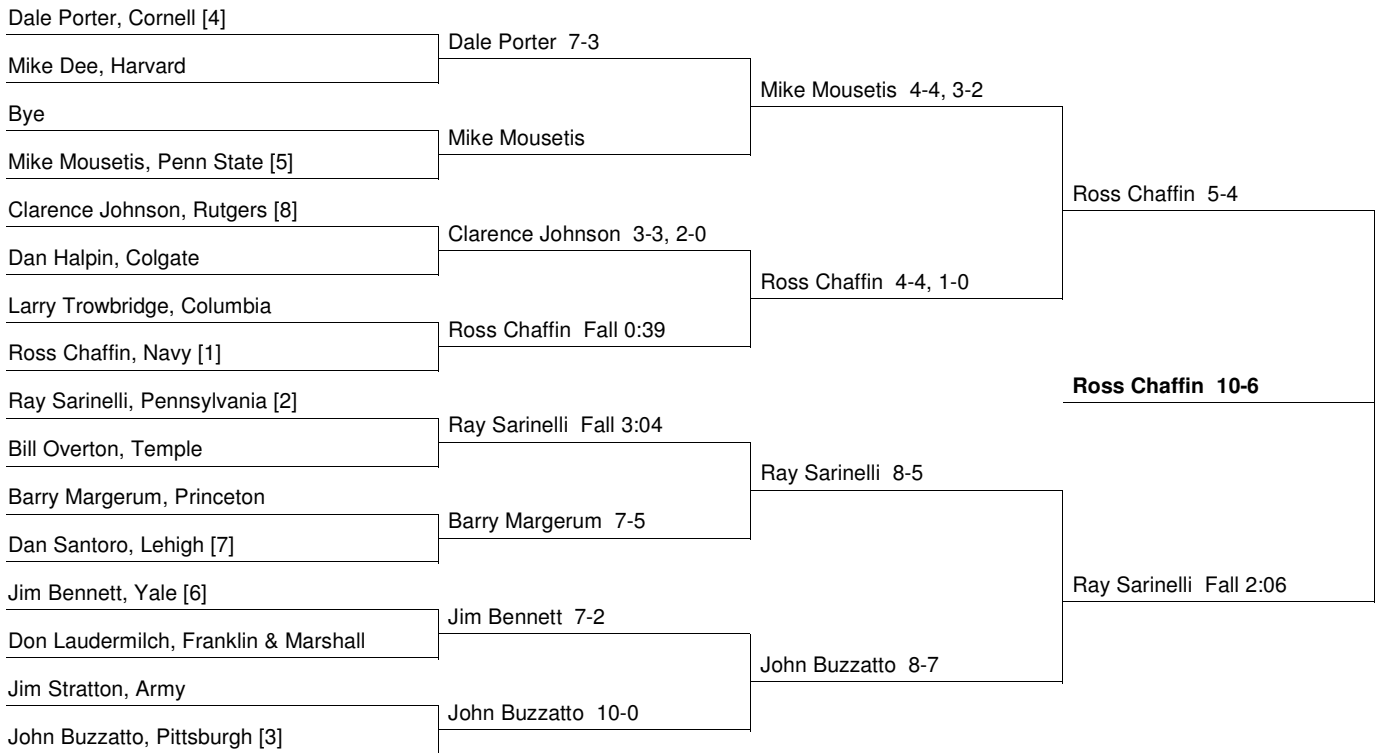 Dale Porter, Cornell [4]
Mike Dee, Harvard
Bye
Mike Mousetis, Penn State [5]
Clarence Johnson, Rutgers [8]
Dan Halpin, Colgate
Larry Trowbridge, Columbia
Ross Chaffin, Navy [1]
Ray Sarinelli, Pennsylvania [2]
Bill Overton, Temple
Barry Margerum, Princeton
Dan Santoro, Lehigh [7]
Jim Bennett, Yale [6]
Don Laudermilch, Franklin & Marshall
Jim Stratton, Army
John Buzzatto, Pittsburgh [3]
Dale Porter 7-3
Mike Mousetis
Clarence Johnson 3-3, 2-0
Ross Chaffin Fall 0:39
Ray Sarinelli Fall 3:04
Barry Margerum 7-5
Jim Bennett 7-2
John Buzzatto 10-0
Mike Mousetis 4-4, 3-2
Ross Chaffin 4-4, 1-0
Ray Sarinelli 8-5
John Buzzatto 8-7
Ross Chaffin 5-4
Ross Chaffin 10-6
Ray Sarinelli Fall 2:06